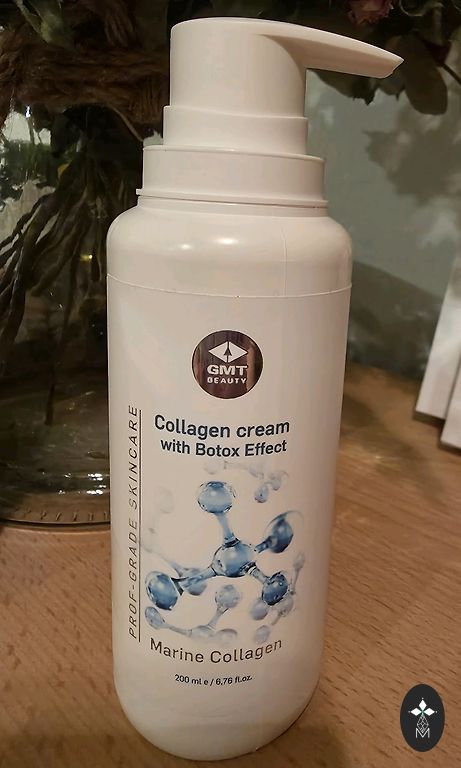 GMT
BEAUTY
Collagen cream
with Botox Effect
PROF-GRADE SKINCARE
Marine Collagen
200 ml e / 6,76 fl.oz.